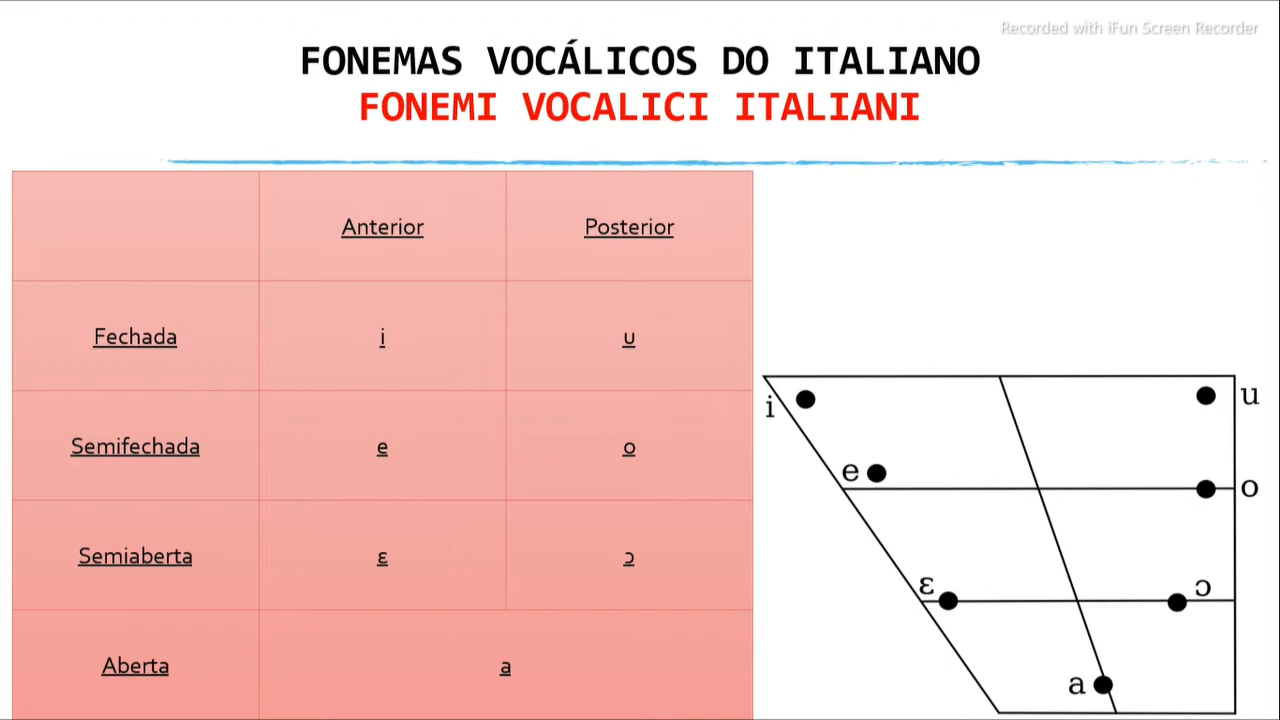 Recorded with iFun Screen Recorder
FONEMAS VOCÁLICOS DO ITALIANO
FONEMI VOCALICI ITALIANI
Anterior Posterior
Fechada i u
Semifechada e o
Semiaberta ɛ ɔ
Aberta a
i u
e o
ɛ ɔ
a